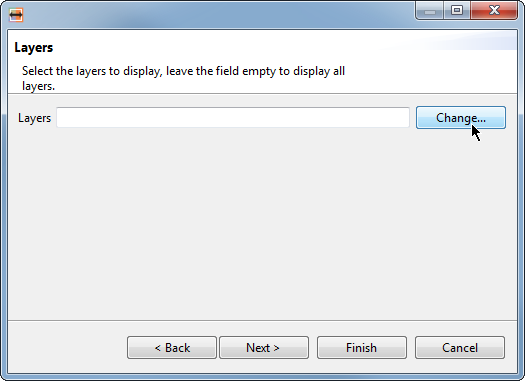 Layers
Select the layers to display, leave the field empty to display all
layers.
Layers
Change...
< Back
Next >
Finish
Cancel